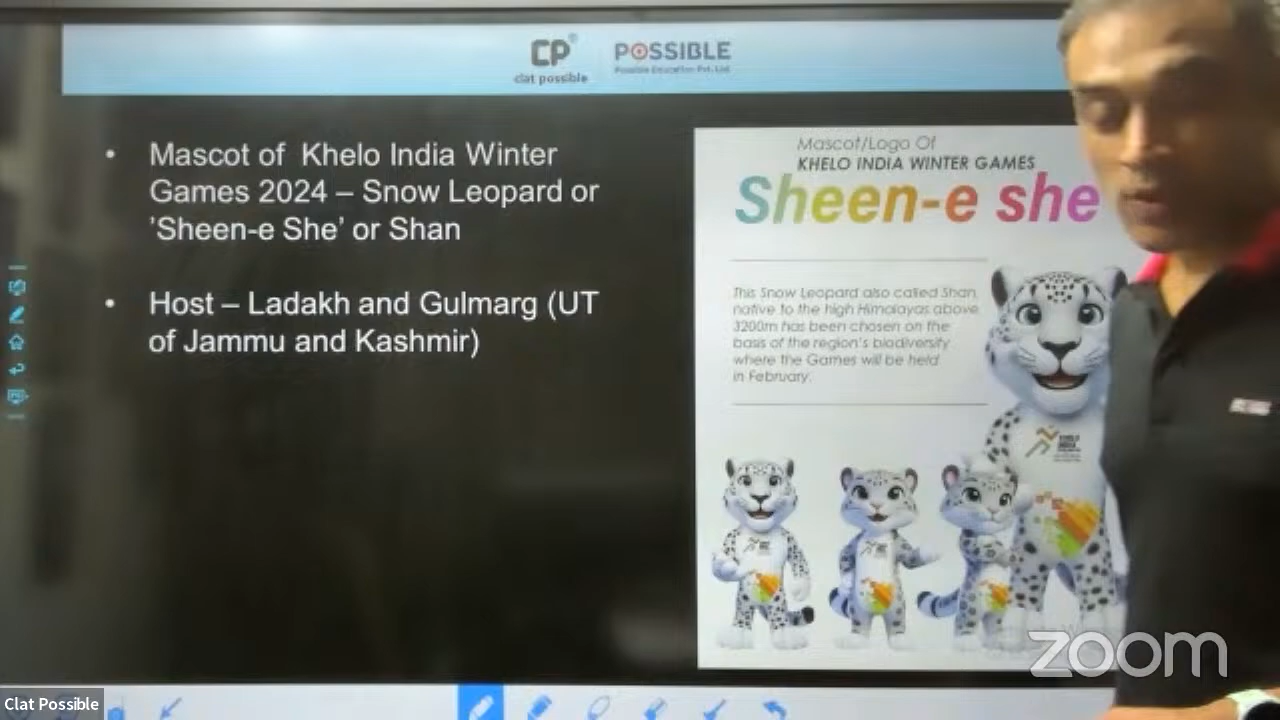 CP
clat possible
POSSIBLE
Possible Education Pvt. Ltd
• Mascot of Khelo India Winter
Games 2024 – Snow Leopard or
'Sheen-e She' or Shan
• Host – Ladakh and Gulmarg (UT
of Jammu and Kashmir)
Mascot/Logo Of
KHELO INDIA WINTER GAMES
Sheen-e she
This Snow Leopard also called Shan,
native to the high Himalayas above
3200m has been chosen on the
basis of the region's biodiversity
where the Games will be held
in February.
KHELO
INDIA
zoom
Clat Possible